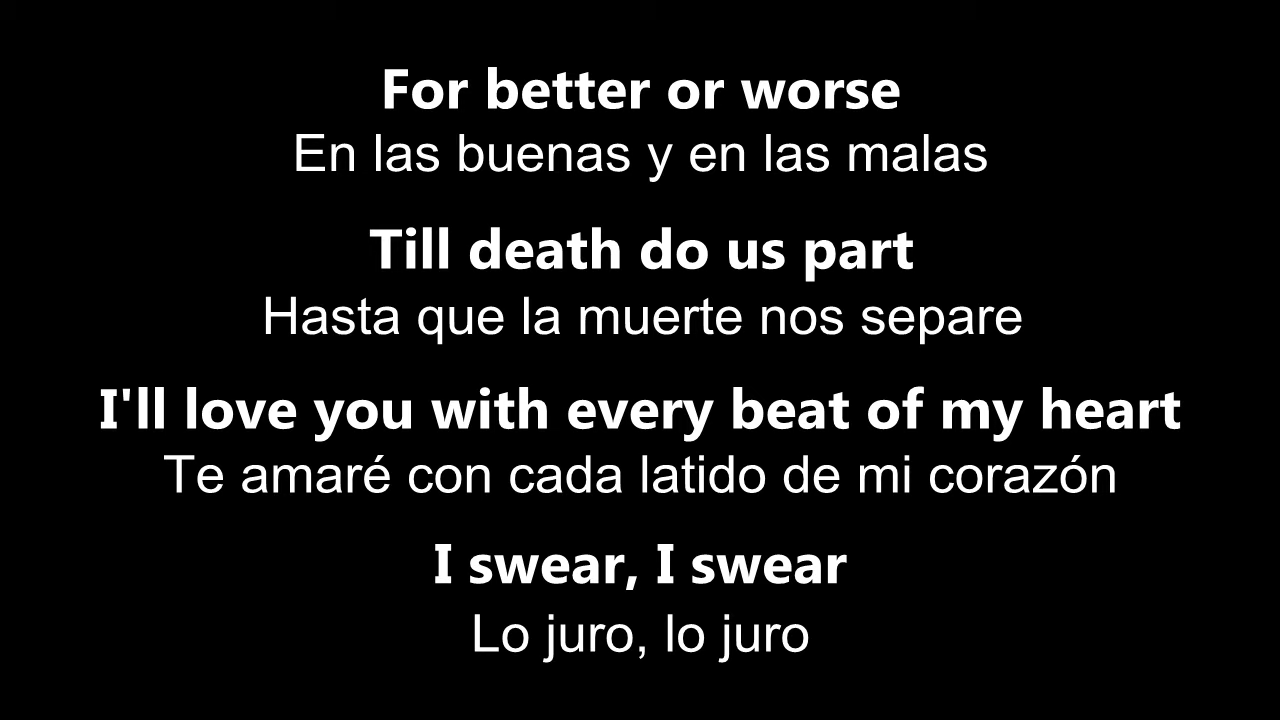 For better or worse
En las buenas y en las malas
Till death do us part
Hasta que la muerte nos separe
I'll love you with every beat of my heart
Te amaré con cada latido de mi corazón
I swear, I swear
Lo juro, lo juro